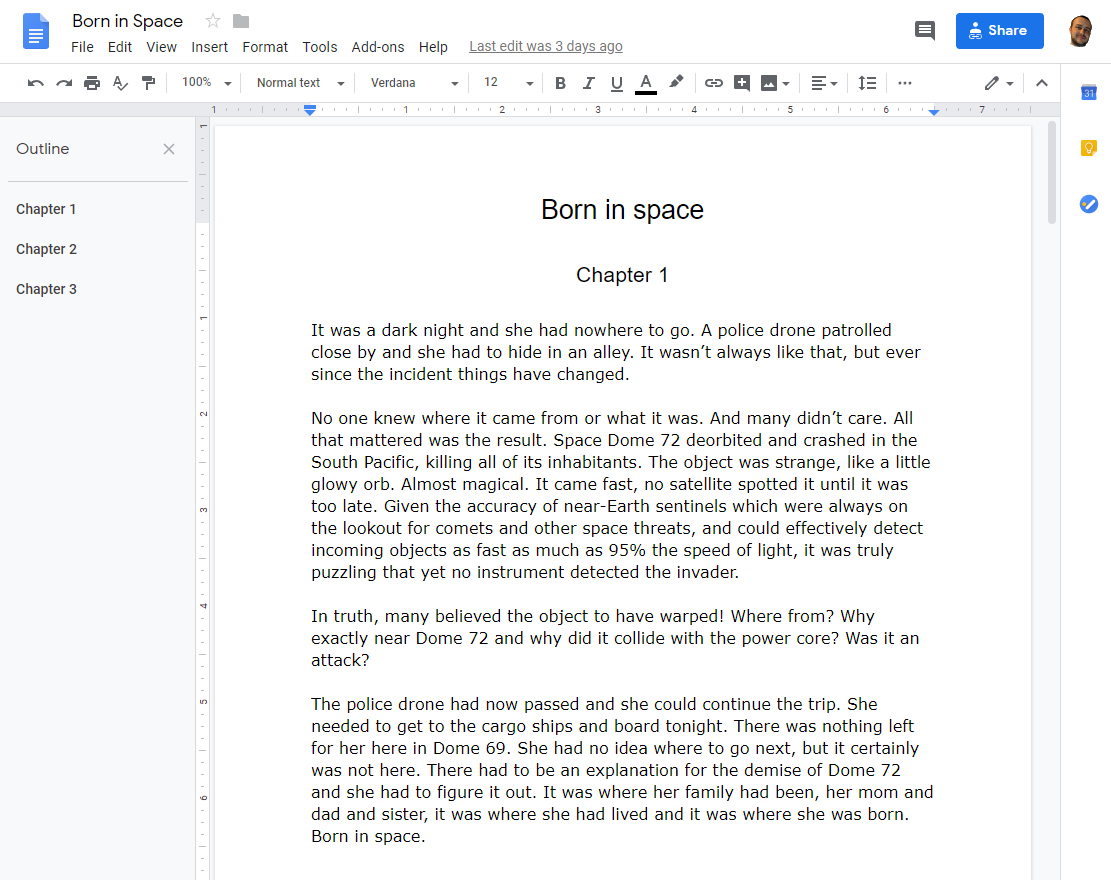 Born in Space
File Edit View Insert Format Tools Add-ons Help Last edit was 3 days ago
Share
100% Normal text Verdana 12 B I U A
31
1 1 2 3 4 5 6 7
Outline
Chapter 1
Chapter 2
Chapter 3
1
1
2
3
4
5
6
Born in space
Chapter 1
It was a dark night and she had nowhere to go. A police drone patrolled
close by and she had to hide in an alley. It wasn’t always like that, but ever
since the incident things have changed.
No one knew where it came from or what it was. And many didn’t care. All
that mattered was the result. Space Dome 72 deorbited and crashed in the
South Pacific, killing all of its inhabitants. The object was strange, like a little
glowy orb. Almost magical. It came fast, no satellite spotted it until it was
too late. Given the accuracy of near-Earth sentinels which were always on
the lookout for comets and other space threats, and could effectively detect
incoming objects as fast as much as 95% the speed of light, it was truly
puzzling that yet no instrument detected the invader.
In truth, many believed the object to have warped! Where from? Why
exactly near Dome 72 and why did it collide with the power core? Was it an
attack?
The police drone had now passed and she could continue the trip. She
needed to get to the cargo ships and board tonight. There was nothing left
for her here in Dome 69. She had no idea where to go next, but it certainly
was not here. There had to be an explanation for the demise of Dome 72
and she had to figure it out. It was where her family had been, her mom and
dad and sister, it was where she had lived and it was where she was born.
Born in space.